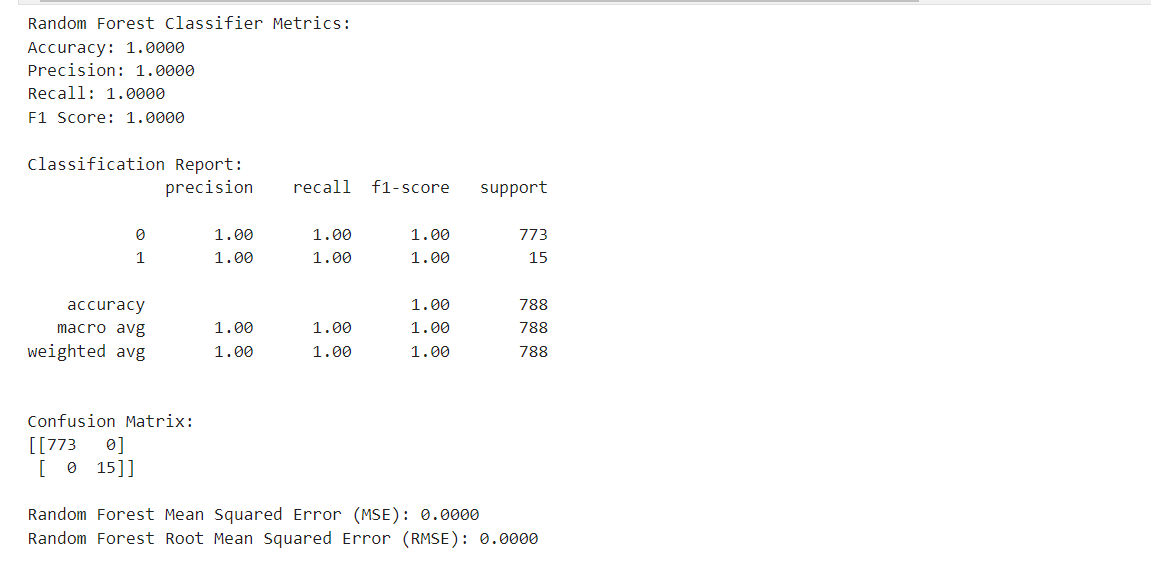 Random Forest Classifier Metrics:
Accuracy: 1.0000
Precision: 1.0000
Recall: 1.0000
F1 Score: 1.0000
Classification Report:
precision recall f1-score support
0 1.00 1.00 1.00 773
1 1.00 1.00 1.00 15
accuracy 1.00 788
macro avg 1.00 1.00 1.00 788
weighted avg 1.00 1.00 1.00 788
Confusion Matrix:
[[773 0]
[ 0 15]]
Random Forest Mean Squared Error (MSE): 0.0000
Random Forest Root Mean Squared Error (RMSE): 0.0000